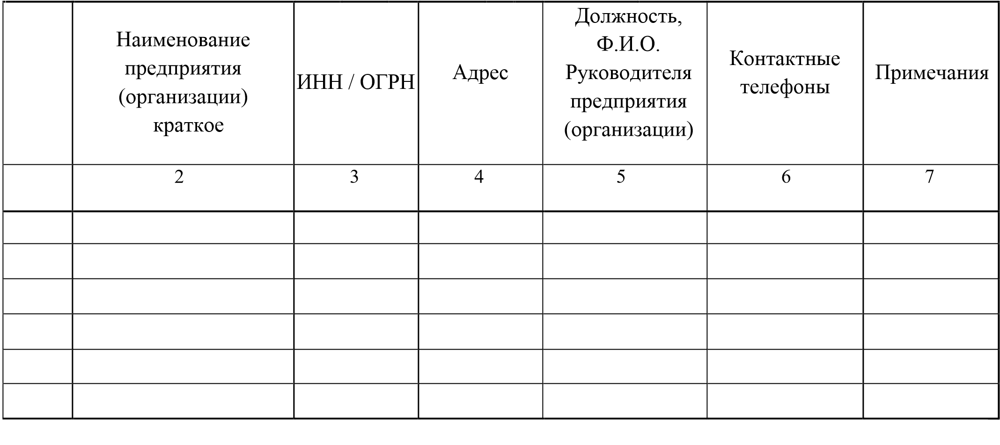 Наименование
предприятия
(организации)
краткое
ИНН / ОГРН
Адрес
Должность,
Ф.И.О.
Руководителя
предприятия
(организации)
Контактные
телефоны
Примечания
2
3
4
5
6
7